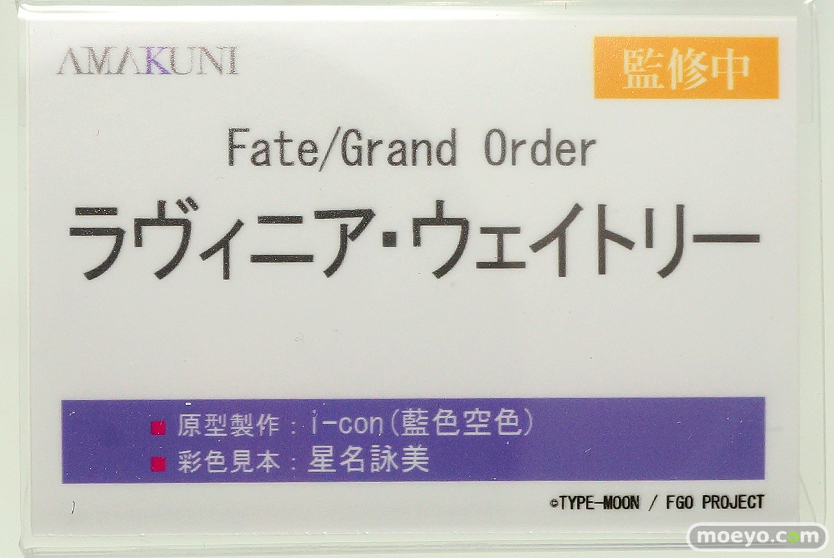 AMAKUNI
監修中
Fate/Grand Order
ラヴィニア・ウェイトリー
■ 原型製作：i-con(藍色空色)
■ 彩色見本：星名詠美
©TYPE-MOON / FGO PROJECT
moeyo.com